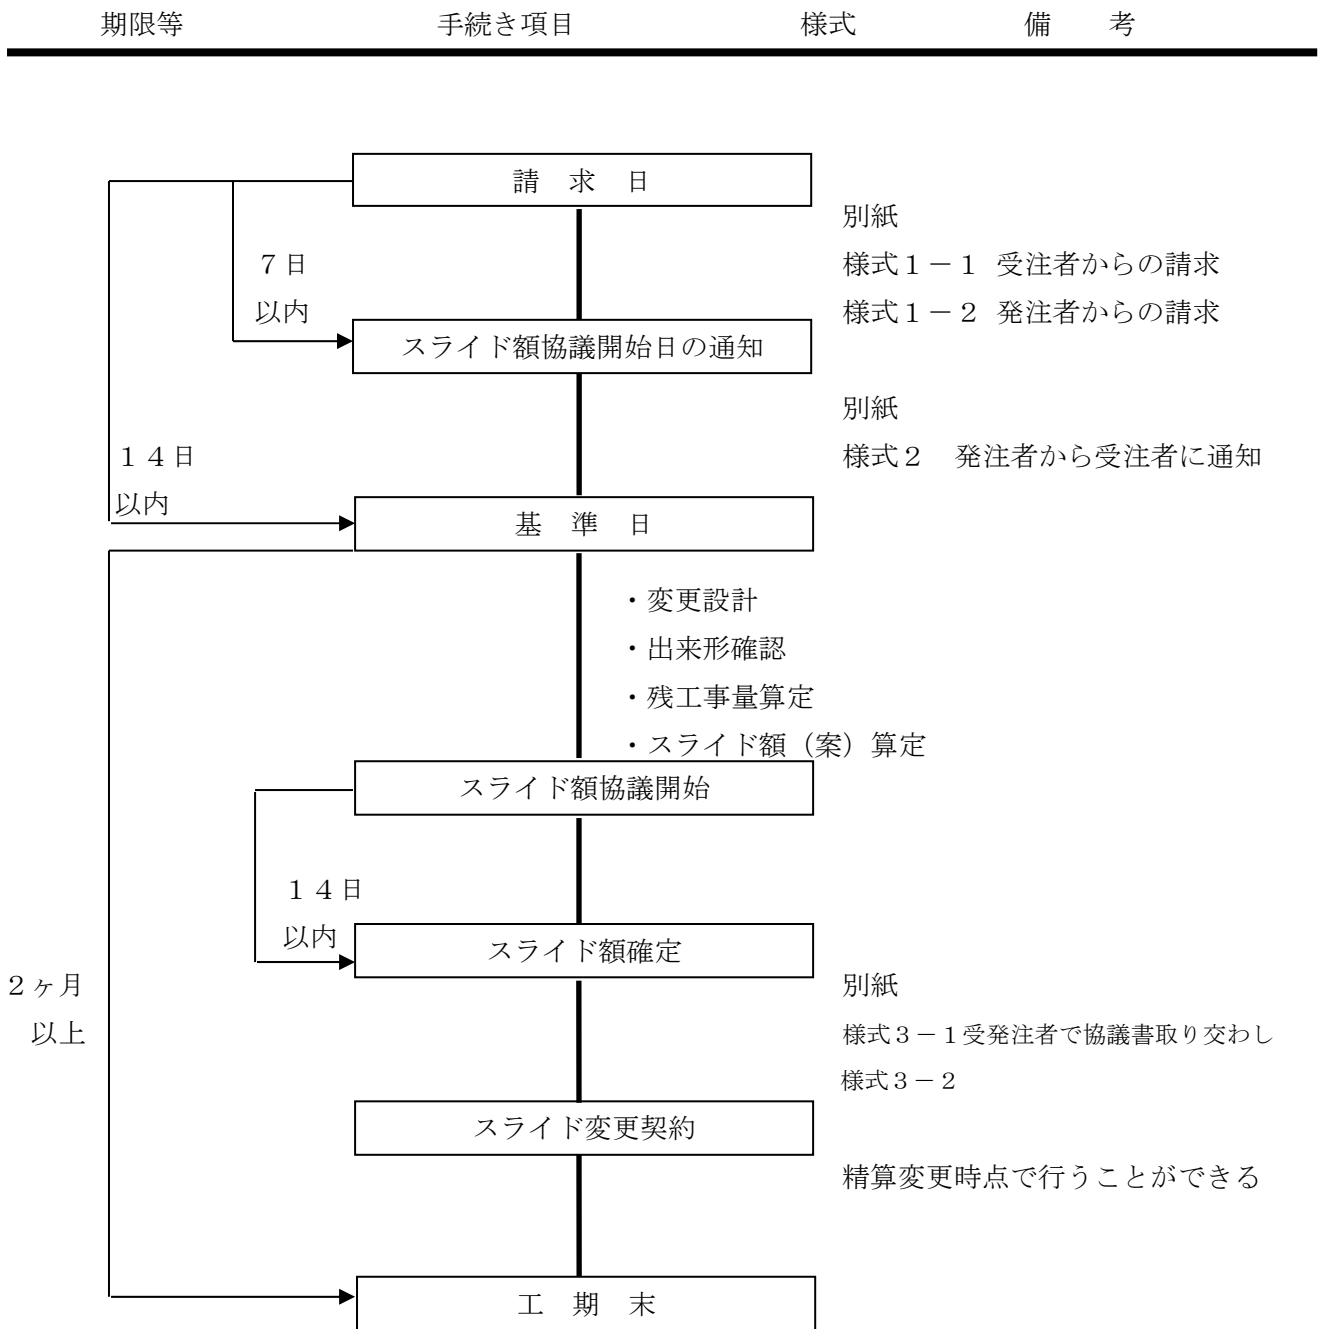 期限等 手続き項目 様式 備 考
請 求 日
別紙
７日
様式１－１ 受注者からの請求
以内
様式１－２ 発注者からの請求
スライド額協議開始日の通知
別紙
１４日
様式２ 発注者から受注者に通知
以内
基 準 日
・変更設計
・出来形確認
・残工事量算定
・スライド額（案）算定
スライド額協議開始
１４日
以内
スライド額確定
２ヶ月
別紙
以上
様式３－１受発注者で協議書取り交わし
様式３－２
スライド変更契約
精算変更時点で行うことができる
工 期 末